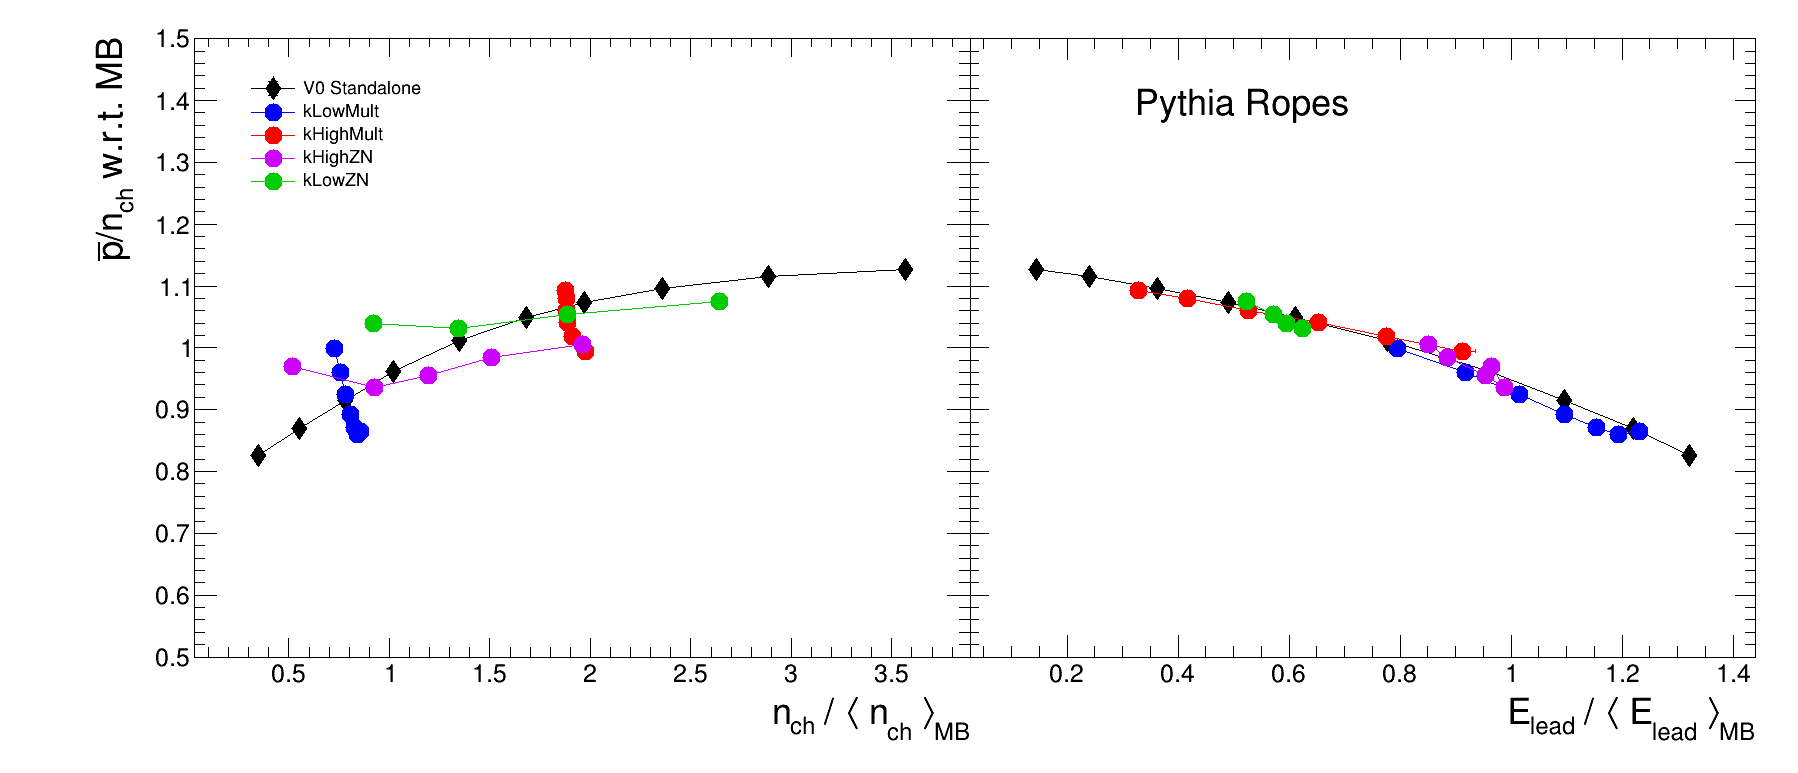 p̅/n_ch w.r.t. MB
1.5
1.4
1.3
1.2
1.1
1
0.9
0.8
0.7
0.6
0.5
V0 Standalone
kLowMult
kHighMult
kHighZN
kLowZN
0.5 1 1.5 2 2.5 3 3.5
n_ch / ⟨ n_ch ⟩_MB
Pythia Ropes
0.2 0.4 0.6 0.8 1 1.2 1.4
E_lead / ⟨ E_lead ⟩_MB